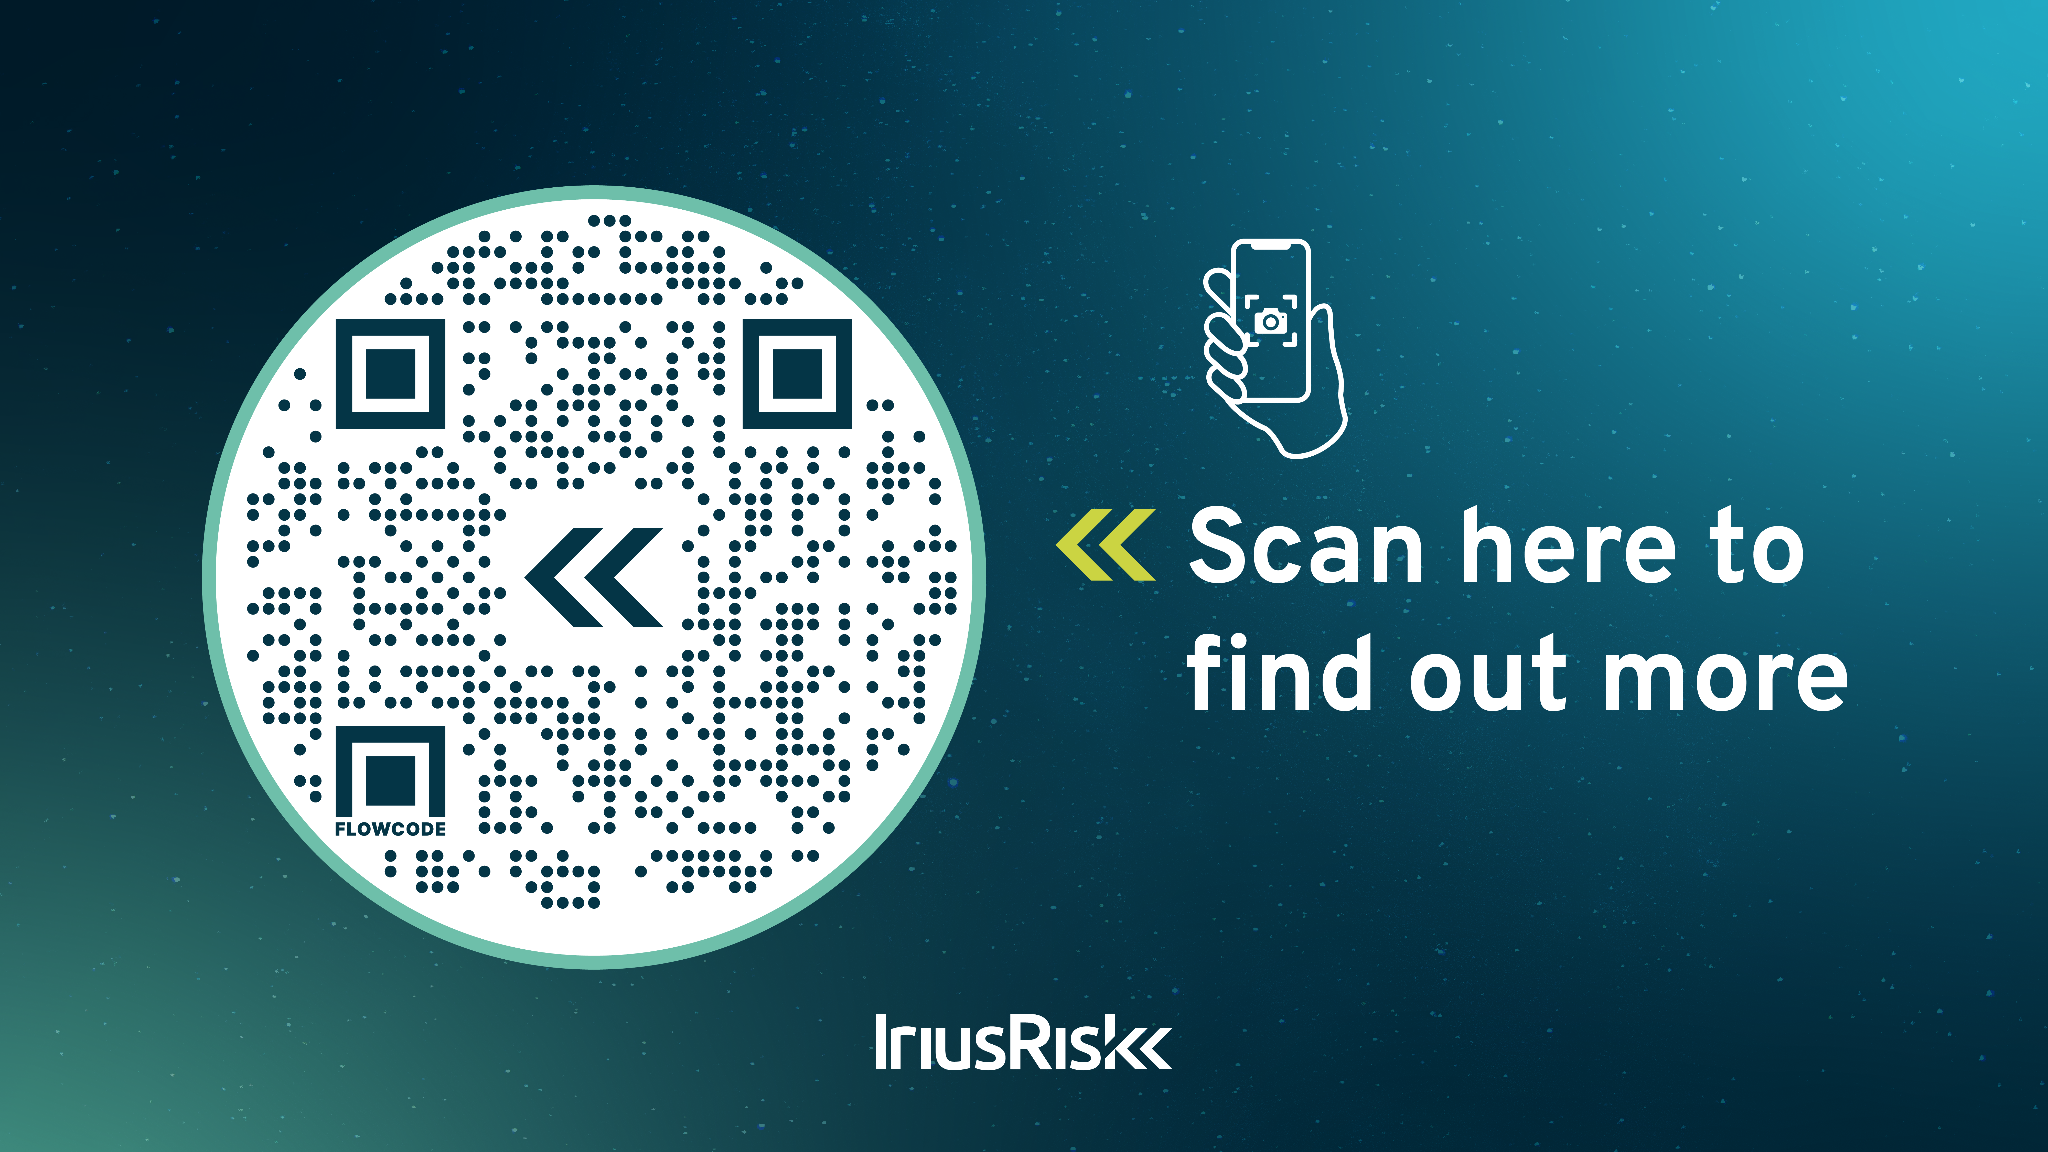 FLOWCODE
Scan here to
find out more
IriusRisk